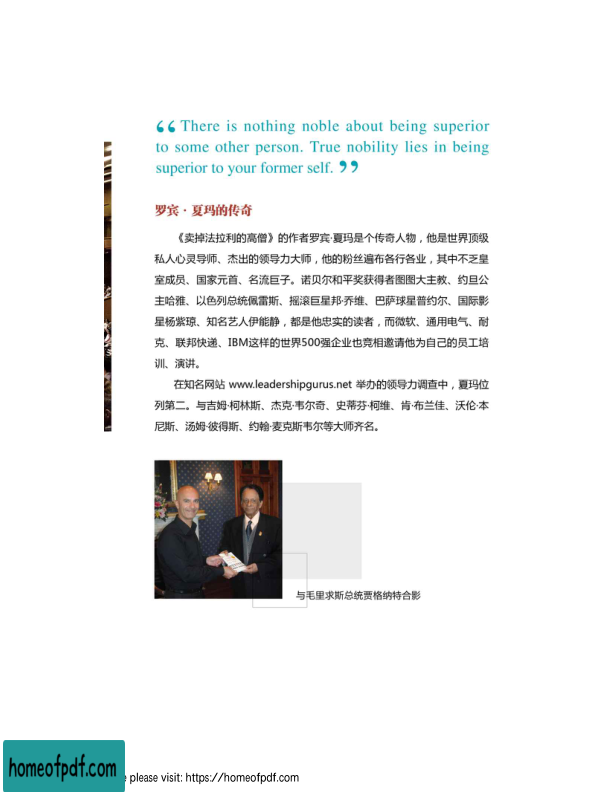 “There is nothing noble about being superior
to some other person. True nobility lies in being
superior to your former self.”
罗宾·夏玛的传奇
《卖掉法拉利的高僧》的作者罗宾·夏玛是个传奇人物，他是世界顶级
私人心灵导师、杰出的领导力大师，他的粉丝遍布各行各业，其中不乏皇
室成员、国家元首、名流巨子。诺贝尔和平奖获得者图图大主教、约旦公
主哈雅、以色列总统佩雷斯、摇滚巨星邦·乔维、巴萨球星普约尔、国际影
星杨紫琼、知名艺人伊能静，都是他忠实的读者，而微软、通用电气、耐
克、联邦快递、IBM这样的世界500强企业也竞相邀请他为自己的员工培
训、演讲。
在知名网站 www.leadershipgurus.net 举办的领导力调查中，夏玛位
列第二。与吉姆·柯林斯、杰克·韦尔奇、史蒂芬·柯维、肯·布兰佳、沃伦·本
尼斯、汤姆·彼得斯、约翰·麦克斯韦尔等大师齐名。
与毛里求斯总统贾格纳特合影
homeofpdf.com
please visit: https://homeofpdf.com